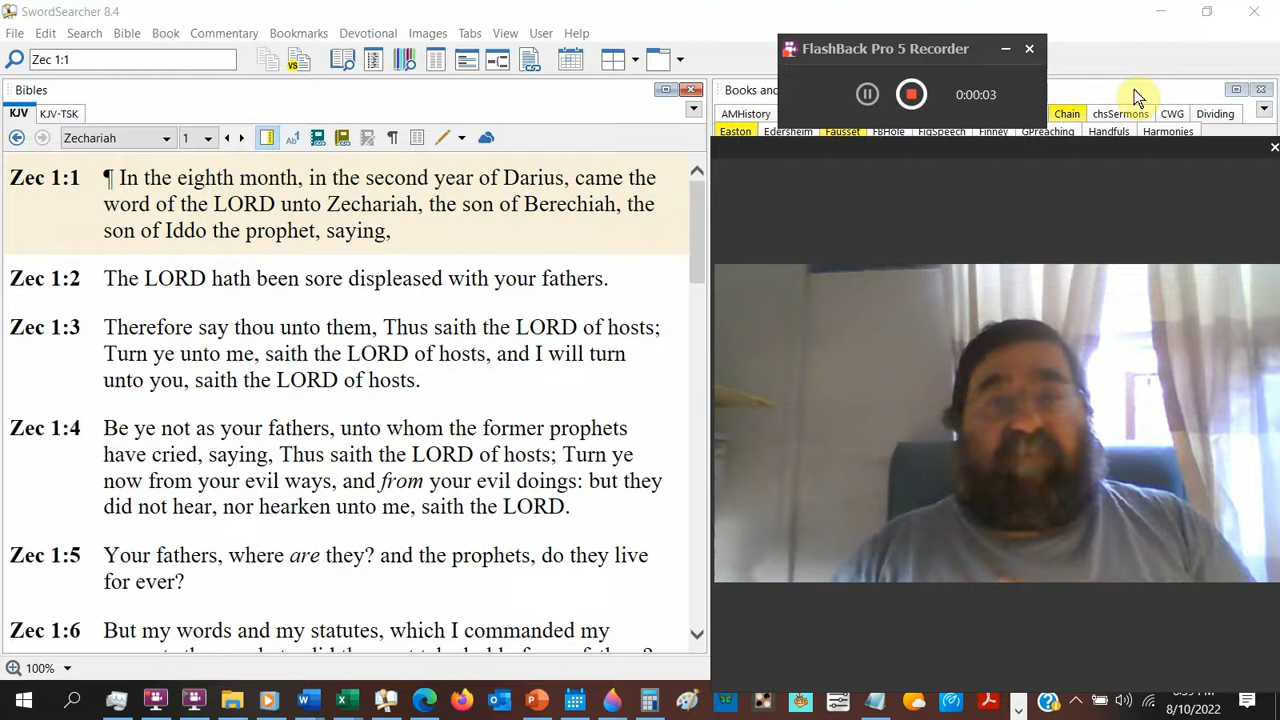 SwordSearcher 8.4
File Edit Search Bible Book Commentary Bookmarks Devotional Images Tabs View User Help
Zec 1:1
FlashBack Pro 5 Recorder
0:00:03
Bibles
Books and
KJV KJV-TSK
AMHistory Chain chsSermons CWG Dividing
Easton Edersheim Fausset FBHole FigSpeech Finney GPreaching Handfuls Harmonies
Zechariah 1
Zec 1:1 ¶ In the eighth month, in the second year of Darius, came the
word of the LORD unto Zechariah, the son of Berechiah, the
son of Iddo the prophet, saying,
Zec 1:2 The LORD hath been sore displeased with your fathers.
Zec 1:3 Therefore say thou unto them, Thus saith the LORD of hosts;
Turn ye unto me, saith the LORD of hosts, and I will turn
unto you, saith the LORD of hosts.
Zec 1:4 Be ye not as your fathers, unto whom the former prophets
have cried, saying, Thus saith the LORD of hosts; Turn ye
now from your evil ways, and from your evil doings: but they
did not hear, nor hearken unto me, saith the LORD.
Zec 1:5 Your fathers, where are they? and the prophets, do they live
for ever?
Zec 1:6 But my words and my statutes, which I commanded my
100%
8/10/2022